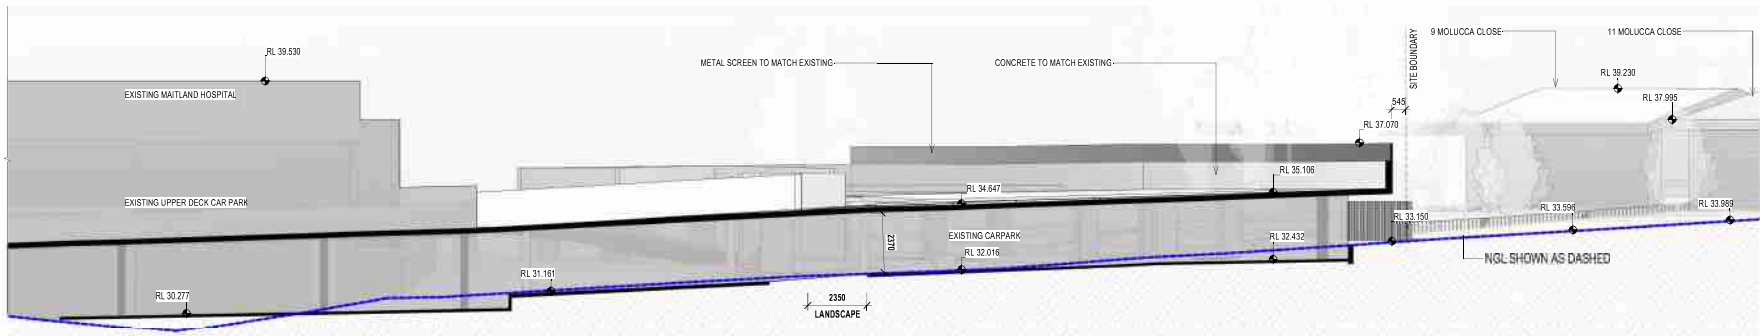 RL 39.530
EXISTING MAITLAND HOSPITAL
METAL SCREEN TO MATCH EXISTING
CONCRETE TO MATCH EXISTING
SITE BOUNDARY
9 MOLUCCA CLOSE
11 MOLUCCA CLOSE
RL 39.230
RL 37.995
545
RL 37.070
RL 35.106
RL 34.647
EXISTING UPPER DECK CAR PARK
EXISTING CARPARK
2370
RL 32.016
RL 32.432
RL 33.150
RL 33.596
RL 33.989
NGL SHOWN AS DASHED
RL 31.161
RL 30.277
2350
LANDSCAPE